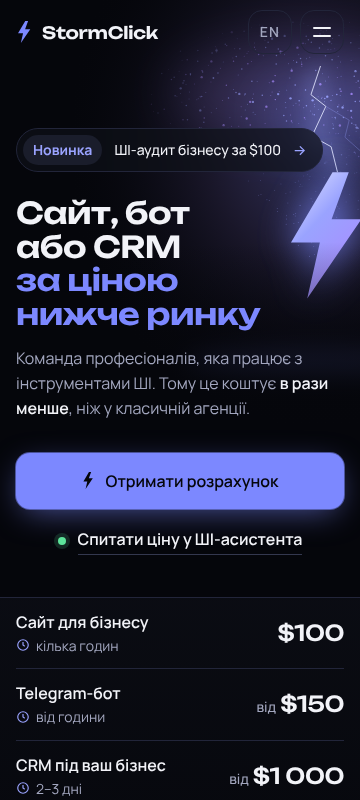 StormClick
EN
Новинка ШІ-аудит бізнесу за $100 →
Сайт, бот
або CRM
за ціною
нижче ринку
Команда професіоналів, яка працює з
інструментами ШІ. Тому це коштує в рази
менше, ніж у класичній агенції.
Отримати розрахунок
Спитати ціну у ШІ-асистента
Сайт для бізнесу
$100
кілька годин
Telegram-бот
від $150
від години
CRM під ваш бізнес
від $1 000
2–3 дні